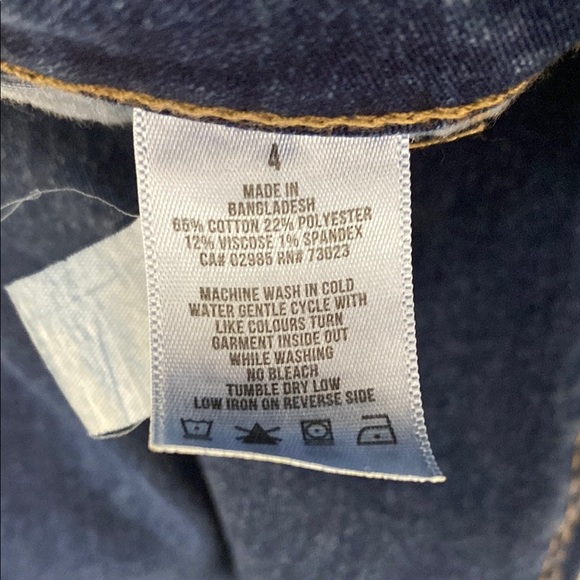 4
MADE IN
BANGLADESH
65% COTTON 22% POLYESTER
12% VISCOSE 1% SPANDEX
CA# 02985 RN# 73023
MACHINE WASH IN COLD
WATER GENTLE CYCLE WITH
LIKE COLOURS TURN
GARMENT INSIDE OUT
WHILE WASHING
NO BLEACH
TUMBLE DRY LOW
LOW IRON ON REVERSE SIDE